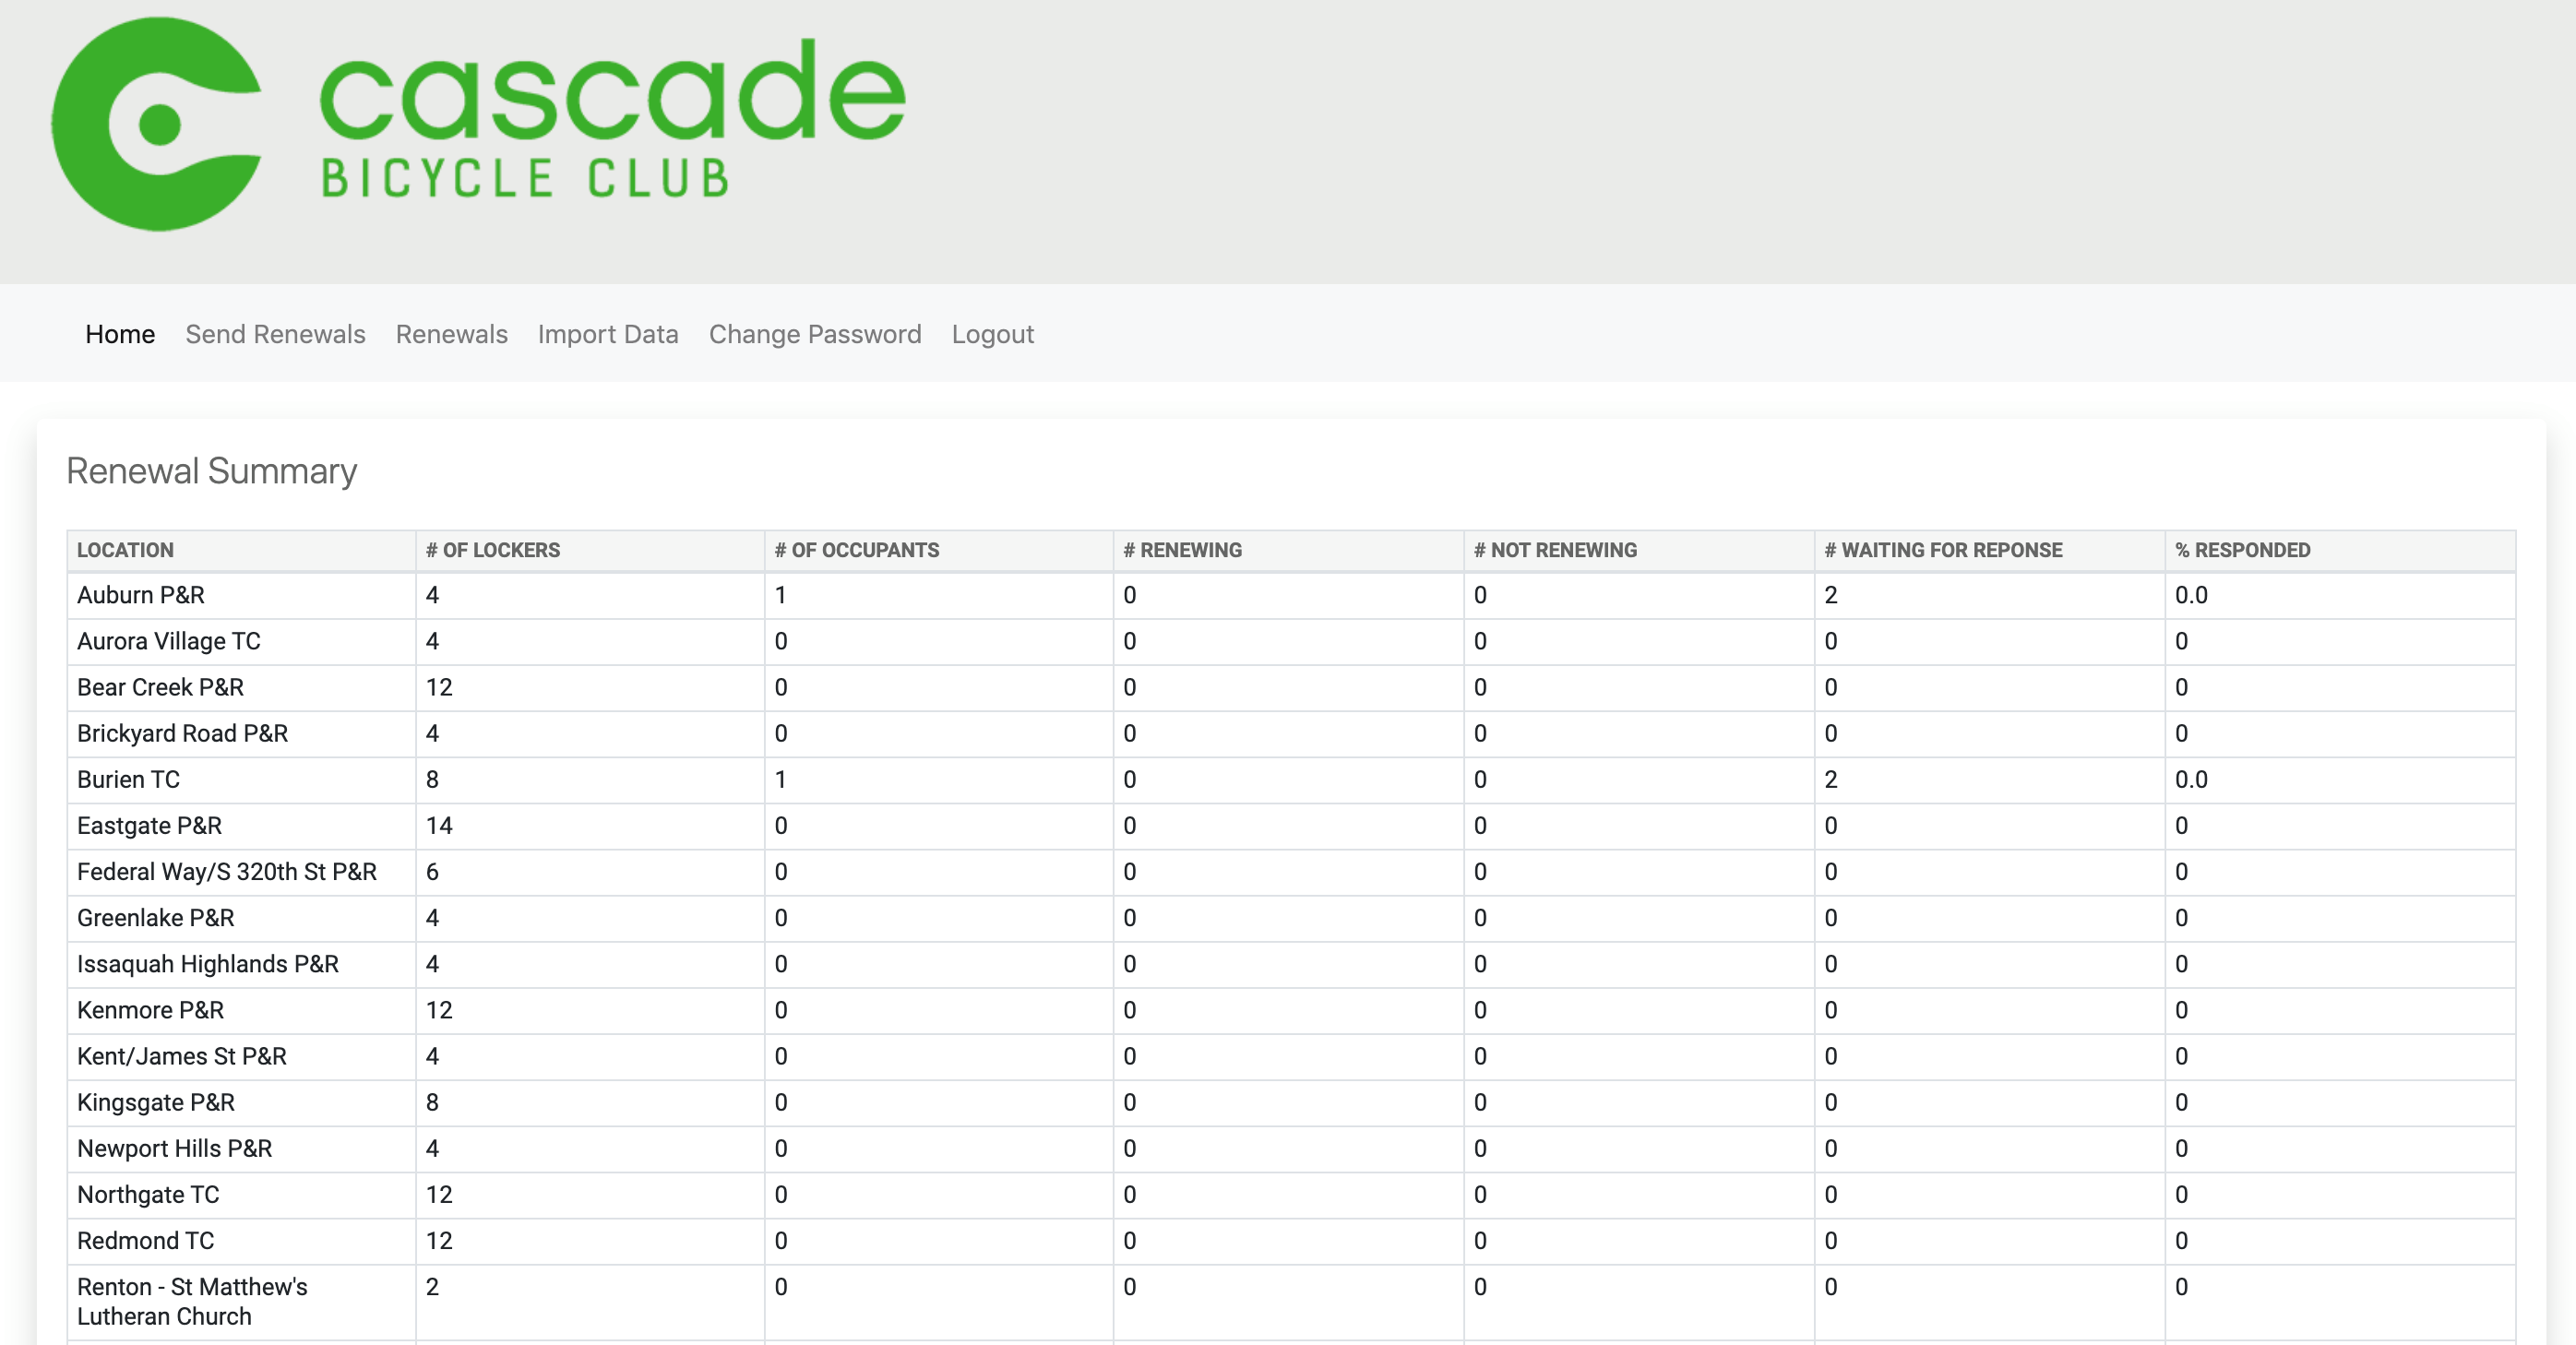 cascade
BICYCLE CLUB
Home Send Renewals Renewals Import Data Change Password Logout
Renewal Summary
LOCATION # OF LOCKERS # OF OCCUPANTS # RENEWING # NOT RENEWING # WAITING FOR REPONSE % RESPONDED
Auburn P&R 4 1 0 0 2 0.0
Aurora Village TC 4 0 0 0 0 0
Bear Creek P&R 12 0 0 0 0 0
Brickyard Road P&R 4 0 0 0 0 0
Burien TC 8 1 0 0 2 0.0
Eastgate P&R 14 0 0 0 0 0
Federal Way/S 320th St P&R 6 0 0 0 0 0
Greenlake P&R 4 0 0 0 0 0
Issaquah Highlands P&R 4 0 0 0 0 0
Kenmore P&R 12 0 0 0 0 0
Kent/James St P&R 4 0 0 0 0 0
Kingsgate P&R 8 0 0 0 0 0
Newport Hills P&R 4 0 0 0 0 0
Northgate TC 12 0 0 0 0 0
Redmond TC 12 0 0 0 0 0
Renton - St Matthew's 2 0 0 0 0 0
Lutheran Church